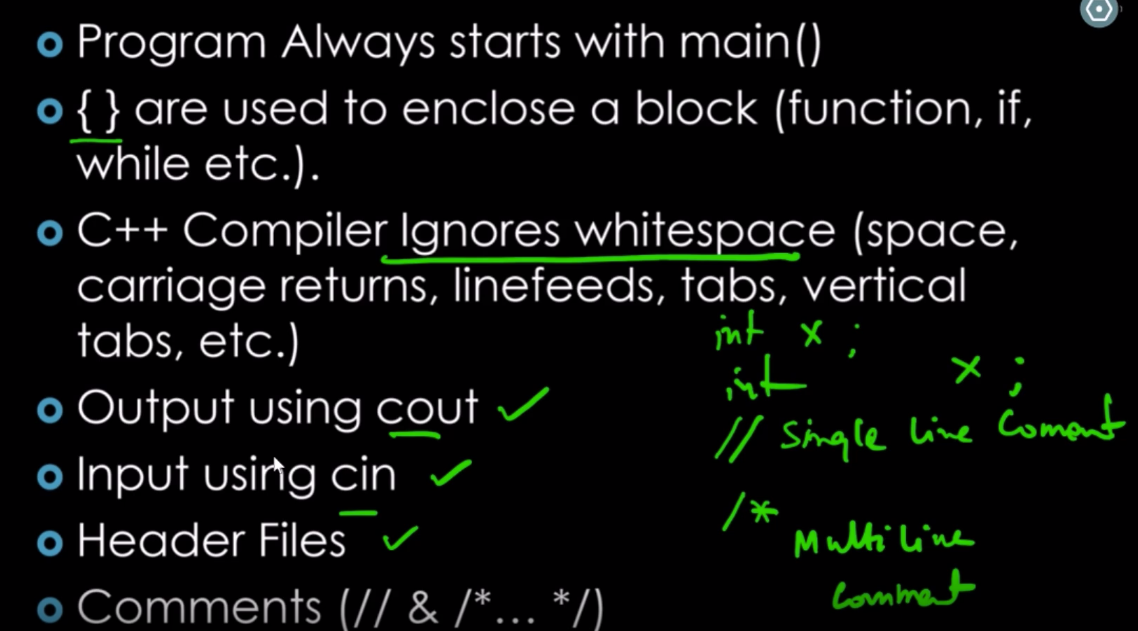 Program Always starts with main()
{ } are used to enclose a block (function, if,
while etc.).
C++ Compiler Ignores whitespace (space,
carriage returns, linefeeds, tabs, vertical
tabs, etc.)
int x ;
int x ;
Output using cout
// Single line Coment
Input using cin
/*
Header Files
Multi line
Comment
Comments (// & /*... */)